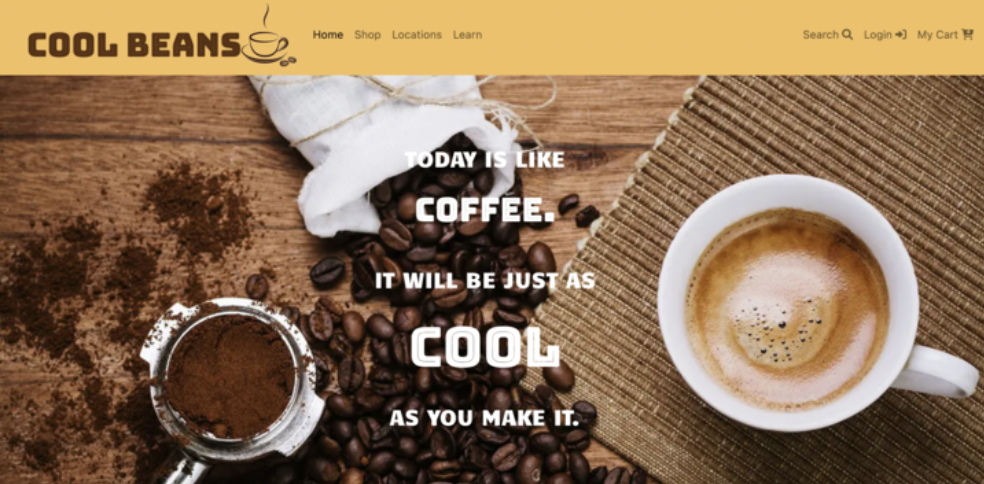 COOL BEANS
Home Shop Locations Learn
Search Login My Cart
TODAY IS LIKE
COFFEE.
IT WILL BE JUST AS
COOL
AS YOU MAKE IT.